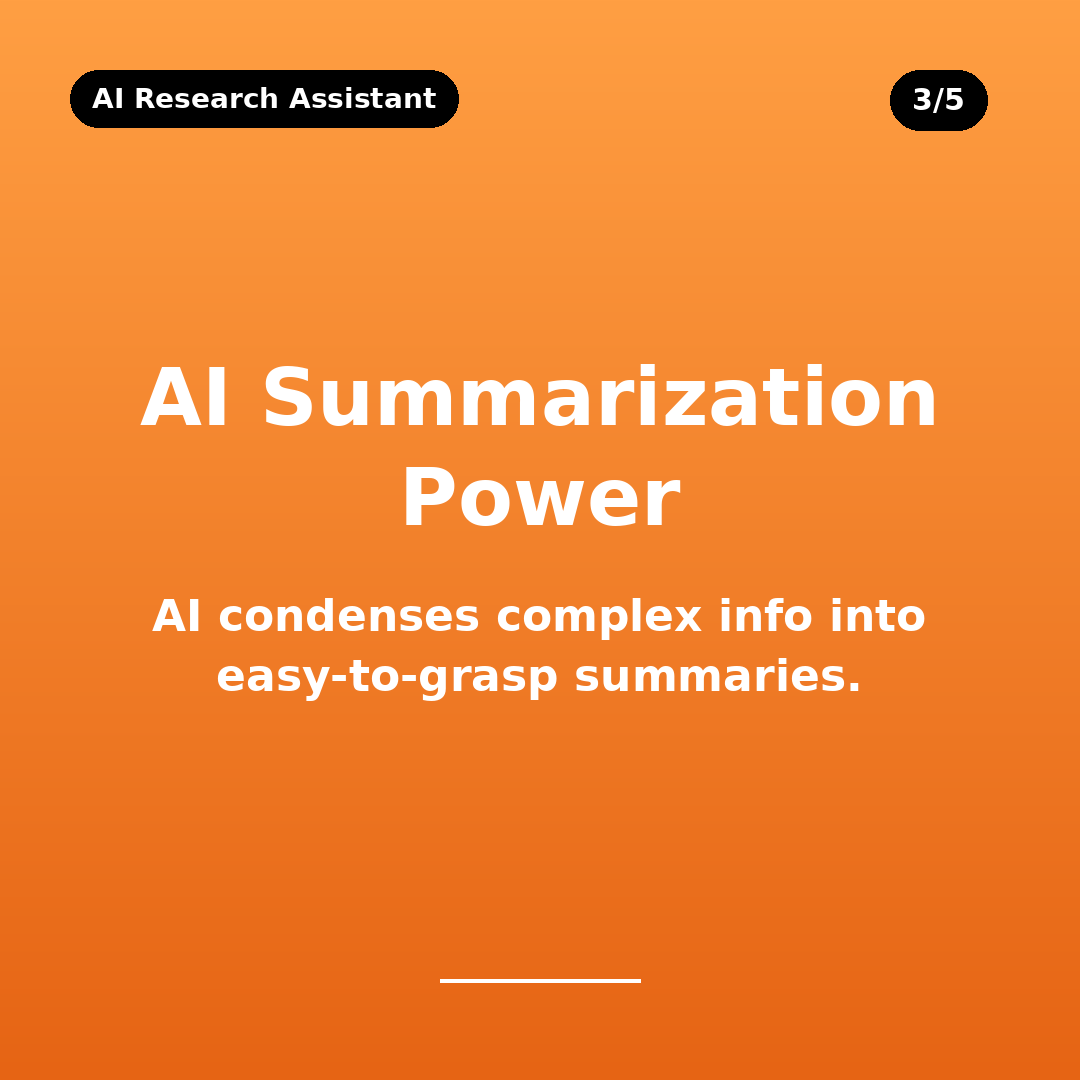 AI Research Assistant
3/5
AI Summarization
Power
AI condenses complex info into
easy-to-grasp summaries.